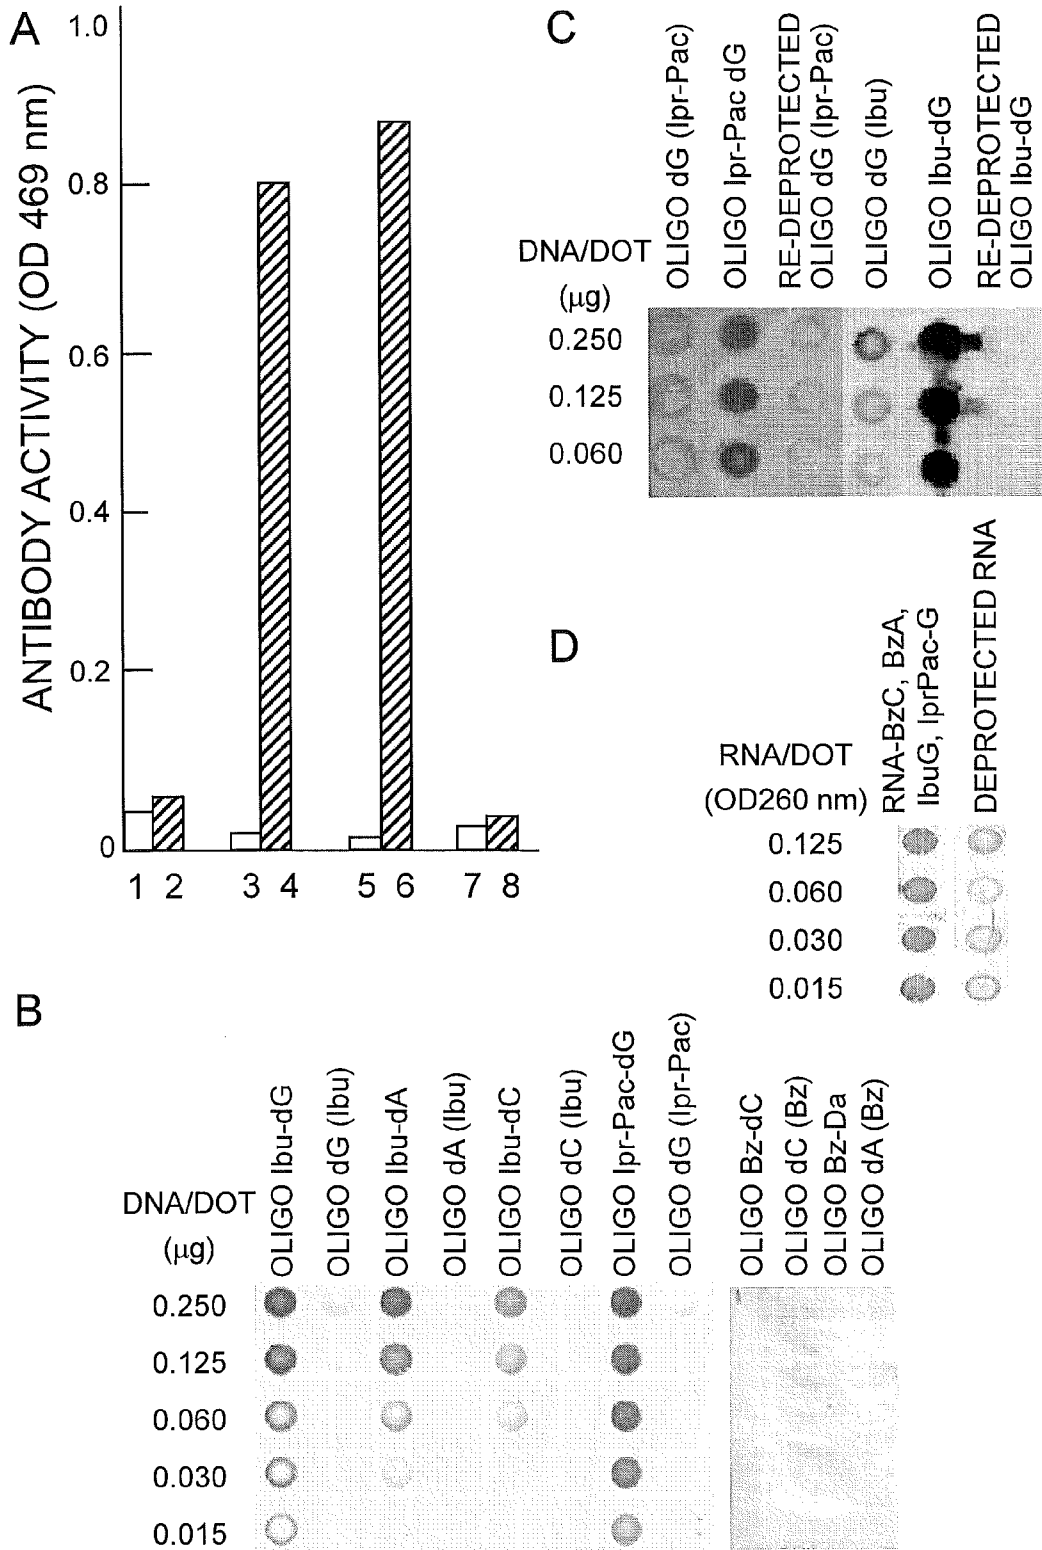 A
ANTIBODY ACTIVITY (OD 469 nm)
1.0
0.8
0.6
0.4
0.2
0
1 2 3 4 5 6 7 8
C
DNA/DOT
(μg)
OLIGO dG (Ipr-Pac)
OLIGO Ipr-Pac dG
RE-DEPROTECTED
OLIGO dG (Ipr-Pac)
OLIGO dG (Ibu)
OLIGO Ibu-dG
RE-DEPROTECTED
OLIGO Ibu-dG
0.250
0.125
0.060
D
RNA/DOT
(OD260 nm)
RNA-BzC, BzA,
IbuG, IprPac-G
DEPROTECTED RNA
0.125
0.060
0.030
0.015
B
DNA/DOT
(μg)
OLIGO Ibu-dG
OLIGO dG (Ibu)
OLIGO Ibu-dA
OLIGO dA (Ibu)
OLIGO Ibu-dC
OLIGO dC (Ibu)
OLIGO Ipr-Pac-dG
OLIGO dG (Ipr-Pac)
OLIGO Bz-dC
OLIGO dC (Bz)
OLIGO Bz-Da
OLIGO dA (Bz)
0.250
0.125
0.060
0.030
0.015